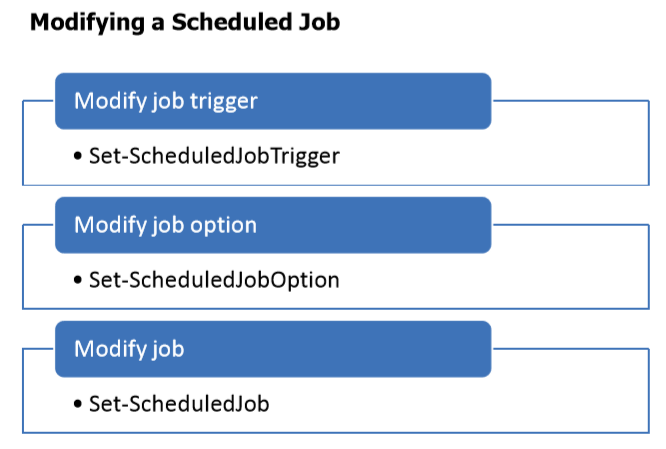 Modifying a Scheduled Job
Modify job trigger
• Set-ScheduledJobTrigger
Modify job option
• Set-ScheduledJobOption
Modify job
• Set-ScheduledJob